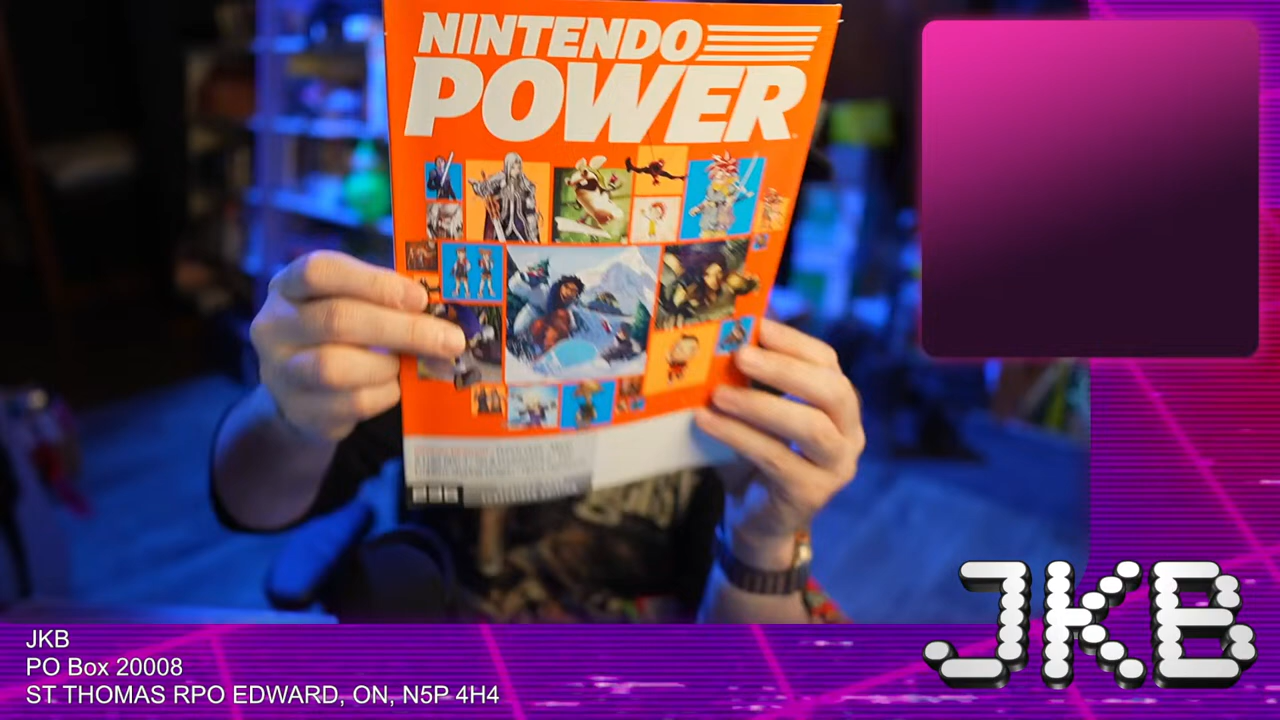 NINTENDO
POWER
JKB
JKB
PO Box 20008
ST THOMAS RPO EDWARD, ON, N5P 4H4